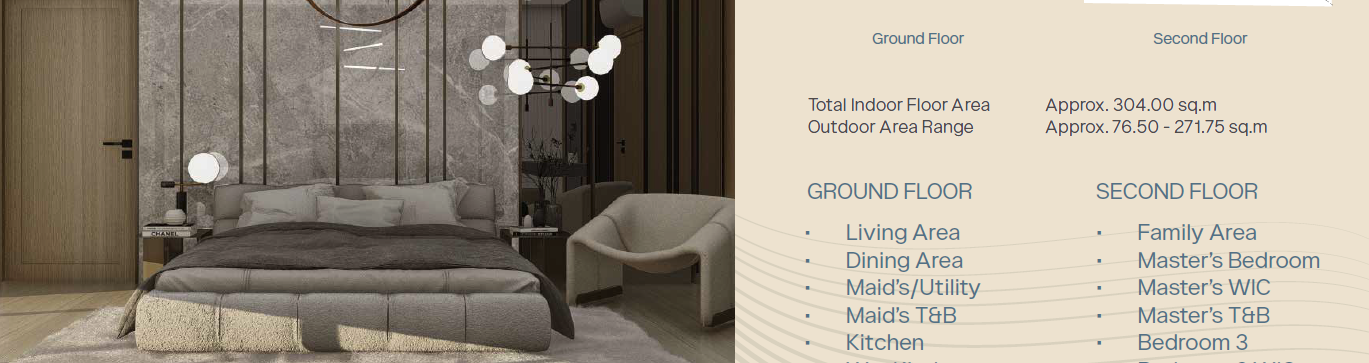 CHANEL
Ground Floor
Second Floor
Total Indoor Floor Area
Approx. 304.00 sq.m
Outdoor Area Range
Approx. 76.50 - 271.75 sq.m
GROUND FLOOR
· Living Area
· Dining Area
· Maid's/Utility
· Maid's T&B
· Kitchen
SECOND FLOOR
· Family Area
· Master's Bedroom
· Master's WIC
· Master's T&B
· Bedroom 3